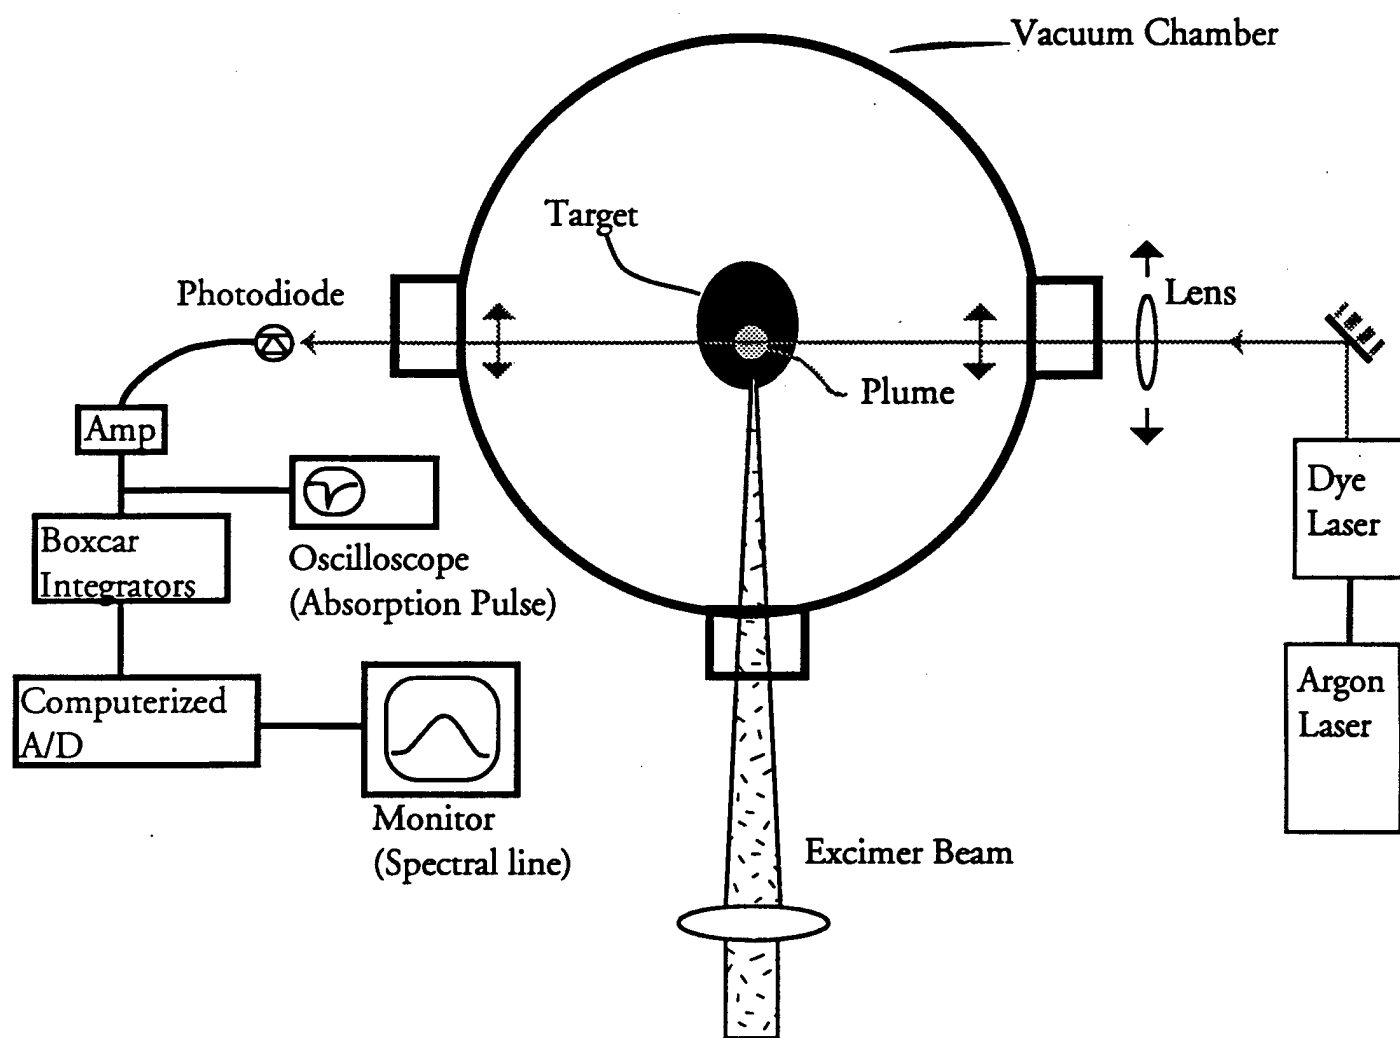 Vacuum Chamber
Target
Photodiode
Lens
Plume
Amp
Dye
Laser
Boxcar
Integrators
Oscilloscope
(Absorption Pulse)
Argon
Laser
Computerized
A/D
Monitor
(Spectral line)
Excimer Beam